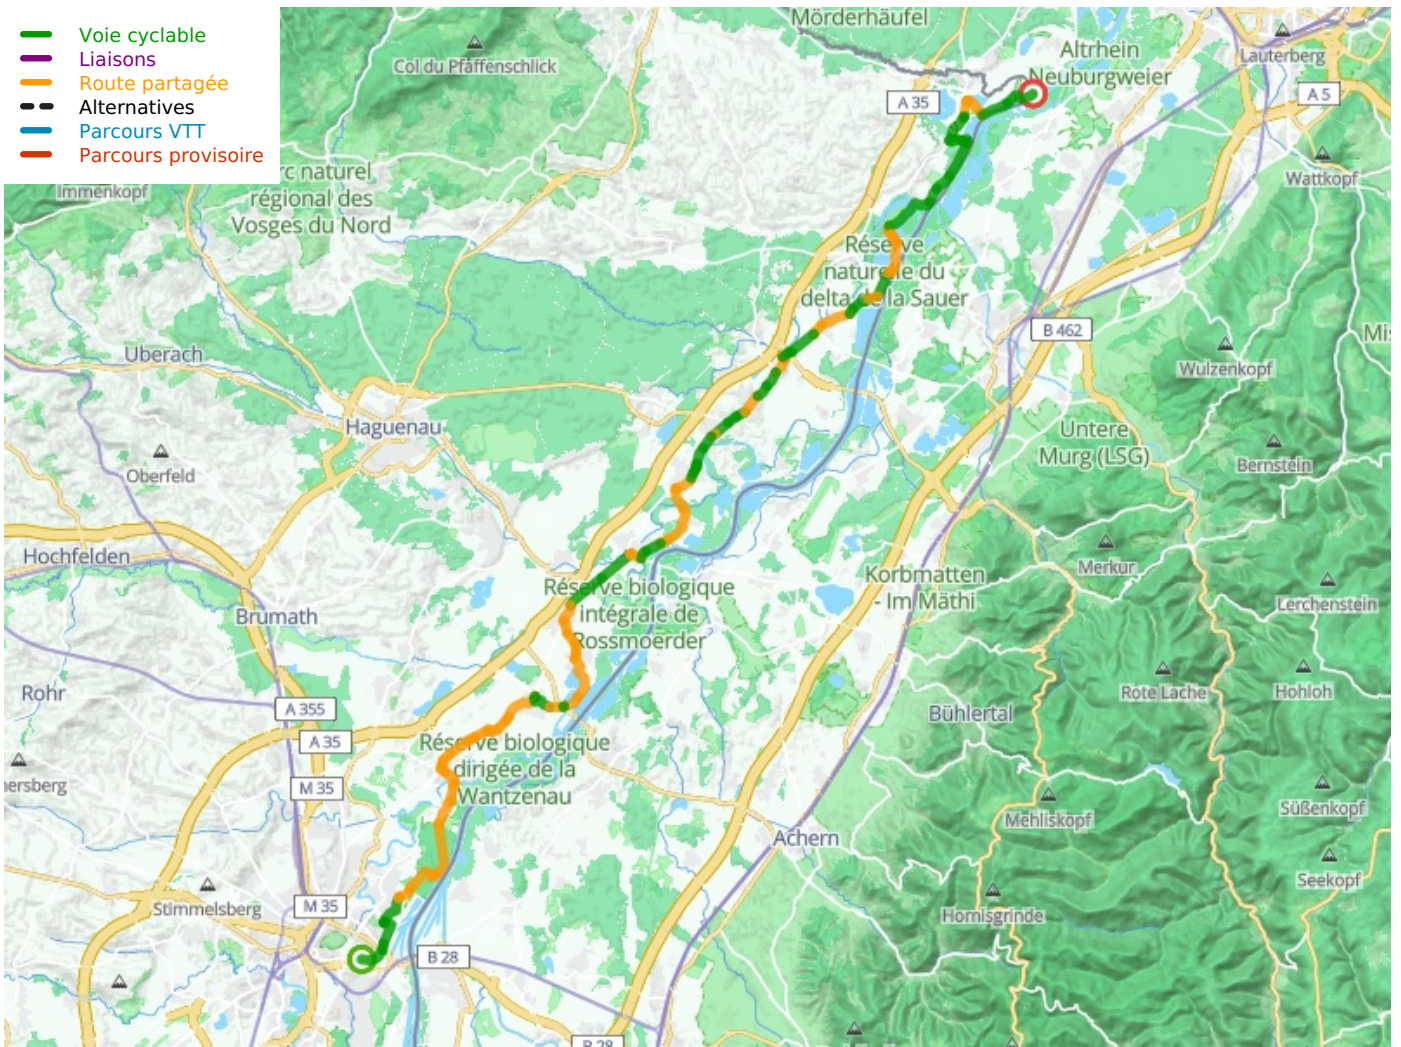 Voie cyclable
Liaisons
Route partagée
Alternatives
Parcours VTT
Parcours provisoire
Mörderhäufel
Col du Pfaffenschlick
Altrhein
Neuburgweier
Lauterberg
A 35
A 5
rc naturel
régional des
Vosges du Nord
Immenkopf
Wattkopf
Réserve
naturelle du
delta de la Sauer
B 462
Mis
Uberach
Wulzenkopf
Haguenau
Untere
Murg (LSG)
Oberfeld
Bernstein
Hochfelden
Merkur
Korbmatten
- Im Mäthi
Réserve biologique
intégrale de
Rossmoerder
Lerchenstein
Brumath
Rohr
Rote Lache
Hohloh
A 355
Bühlertal
A 35
Réserve biologique
dirigée de la
Wantzenau
ersberg
M 35
Süßenkopf
Mehliskopf
Achern
Seekopf
M 35
Stimmelsberg
Hornisgrinde
B 28
B 28